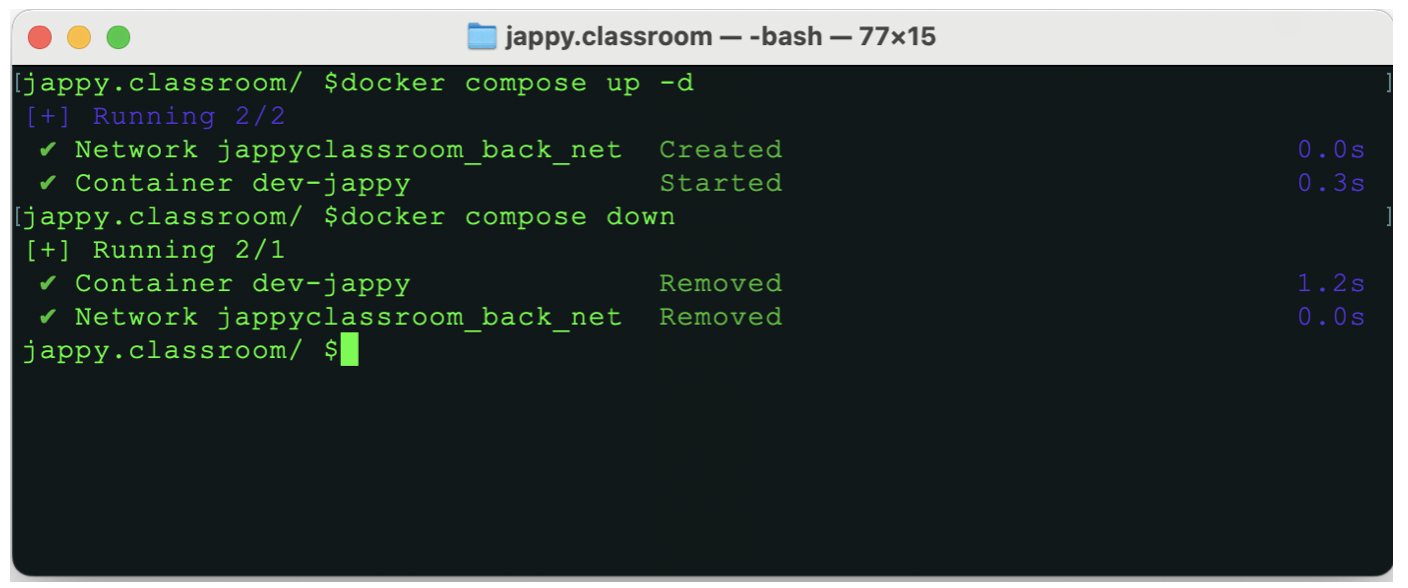 jappy.classroom — -bash — 77×15
[jappy.classroom/ $docker compose up -d ]
[+] Running 2/2
✔ Network jappyclassroom_back_net Created 0.0s
✔ Container dev-jappy Started 0.3s
[jappy.classroom/ $docker compose down ]
[+] Running 2/1
✔ Container dev-jappy Removed 1.2s
✔ Network jappyclassroom_back_net Removed 0.0s
jappy.classroom/ $